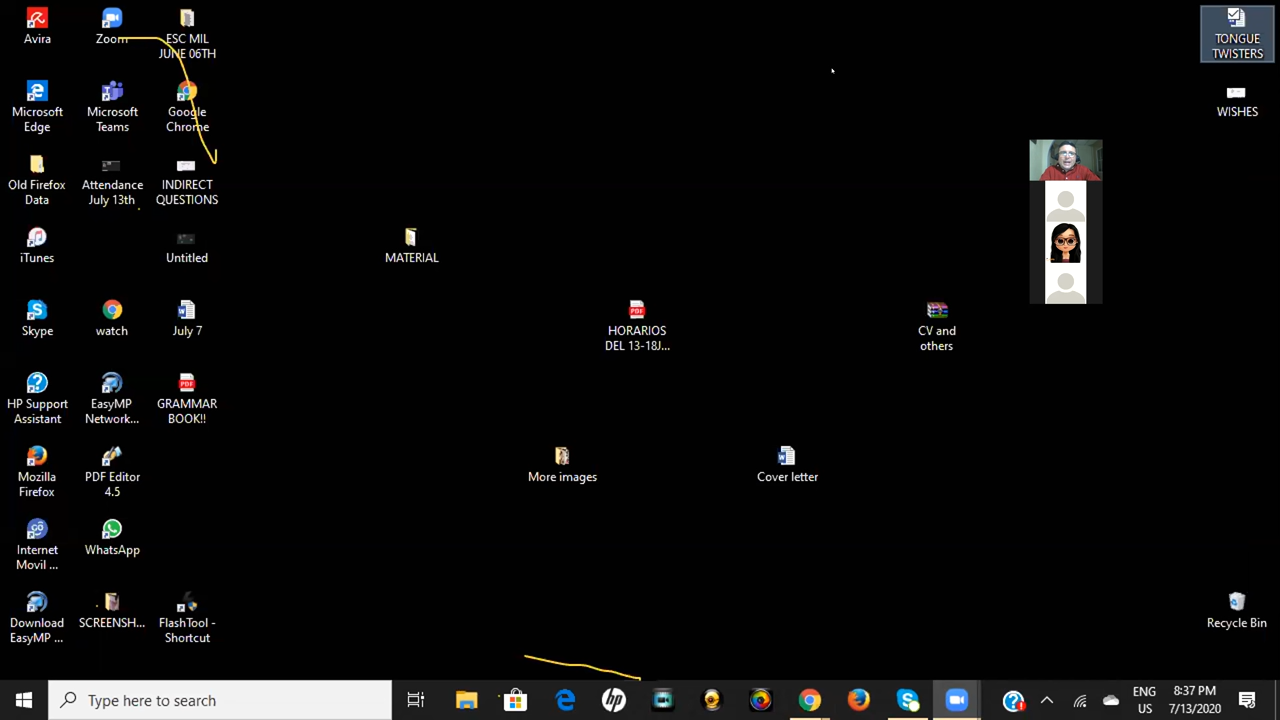 Avira
Zoom
ESC MIL
JUNE 06TH
TONGUE
TWISTERS
Microsoft
Edge
Microsoft
Teams
Google
Chrome
WISHES
Old Firefox
Data
Attendance
July 13th
INDIRECT
QUESTIONS
iTunes
Untitled
MATERIAL
Skype
watch
July 7
HORARIOS
DEL 13-18J...
CV and
others
HP Support
Assistant
EasyMP
Network...
GRAMMAR
BOOK!!
Mozilla
Firefox
PDF Editor
4.5
More images
Cover letter
Internet
Movil ...
WhatsApp
Download
EasyMP ...
SCREENSH...
FlashTool -
Shortcut
Recycle Bin
Type here to search
ENG
US
8:37 PM
7/13/2020